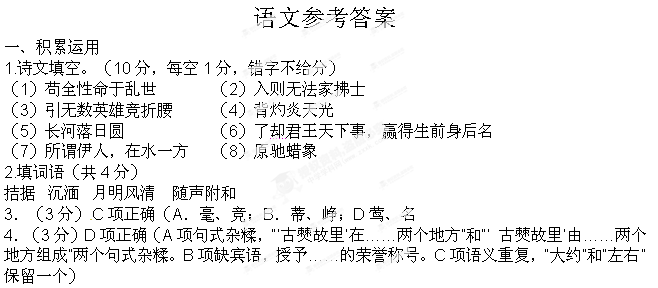 语文参考答案
一、积累运用
1.诗文填空。（10分，每空1分，错字不给分）
（1）苟全性命于乱世 （2）入则无法家拂士
（3）引无数英雄竞折腰 （4）背灼炎天光
（5）长河落日圆 （6）了却君王天下事，赢得生前身后名
（7）所谓伊人，在水一方 （8）原驰蜡象
2.填词语（共4分）
拮据 沉湎 月明风清 随声附和
3．（3分）C项正确（A．毫、竞；B．蒂、峥；D莺、名
4．（3分）D项正确（A项句式杂糅，“‘古僰故里’在……两个地方”和“‘古僰故里’由……两个
地方组成”两个句式杂糅。B项缺宾语，授予……的荣誉称号。C项语义重复，“大约”和“左右”
保留一个）